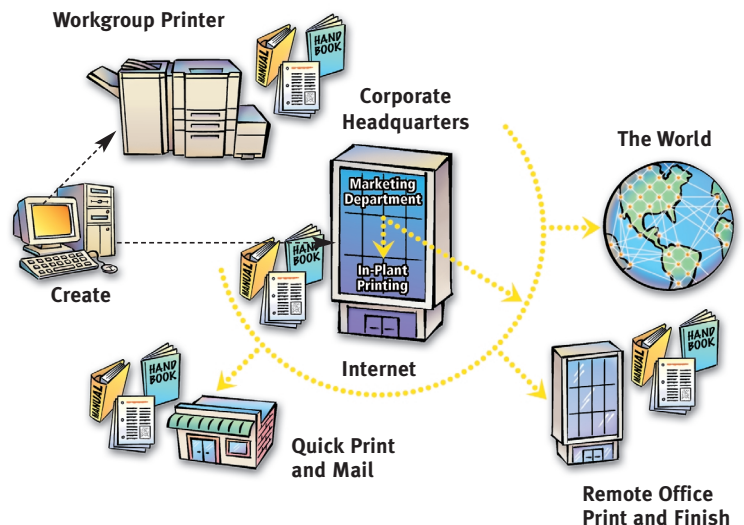 Workgroup Printer
MANUAL
HAND
BOOK
Corporate
Headquarters
The World
Marketing
Department
In-Plant
Printing
MANUAL
HAND
BOOK
Create
Internet
MANUAL
HAND
BOOK
Quick Print
and Mail
MANUAL
HAND
BOOK
Remote Office
Print and Finish